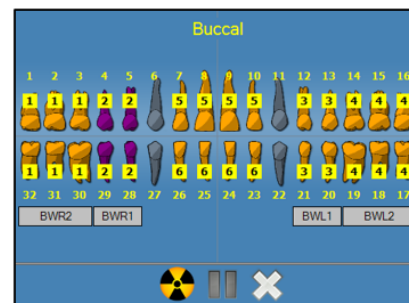 Buccal
1 2 3 4 5 6 7 8 9 10 11 12 13 14 15 16
1 1 1 2 2 5 5 5 5 3 3 4 4 4
1 1 1 2 2 6 6 6 6 3 3 4 4 4
32 31 30 29 28 27 26 25 24 23 22 21 20 19 18 17
BWR2 BWR1 BWL1 BWL2